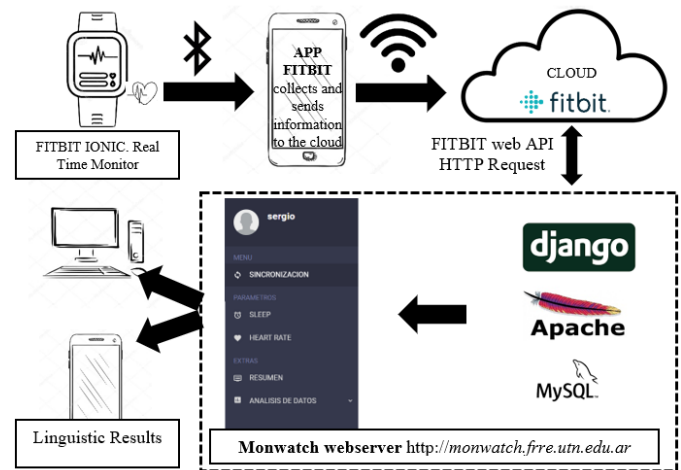 APP
FITBIT
collects and
sends
information
to the cloud
CLOUD
fitbit.
FITBIT IONIC. Real
Time Monitor
FITBIT web API
HTTP Request
sergio
MENU
SINCRONIZACION
PARAMETROS
SLEEP
HEART RATE
EXTRAS
RESUMEN
ANALISIS DE DATOS
django
Apache
MySQL
Linguistic Results
Monwatch webserver http://monwatch.frre.utn.edu.ar